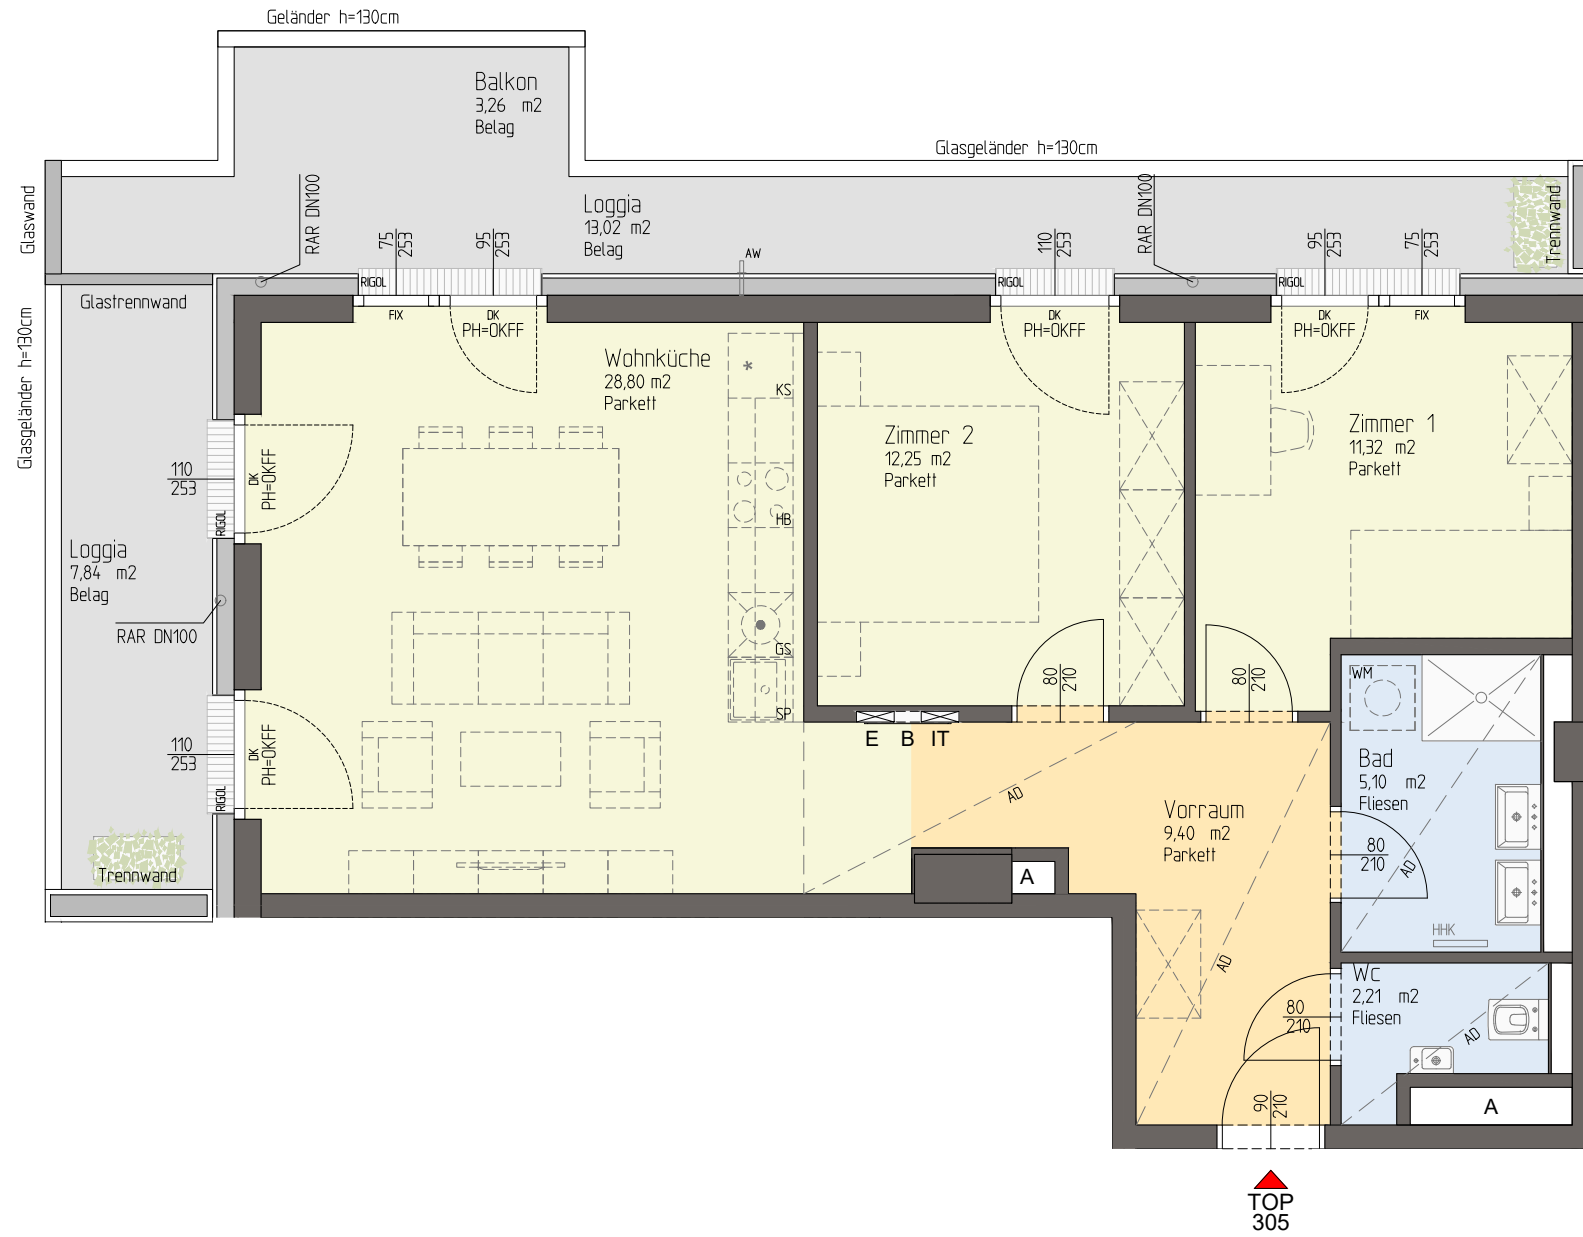 Geländer h=130cm
Balkon
3,26 m2
Belag
Glasgeländer h=130cm
Glaswand
RAR DN100
Loggia
13,02 m2
Belag
RAR DN100
Trennwand
75
253
95
253
AW
110
253
95
253
75
253
RIGOL
RIGOL
RIGOL
Glastrennwand
Glasgeländer h=130cm
FIX
DK
PH=OKFF
DK
PH=OKFF
DK
PH=OKFF
FIX
Wohnküche
28,80 m2
Parkett
*
KS
HB
GS
SP
Zimmer 2
12,25 m2
Parkett
Zimmer 1
11,32 m2
Parkett
110
253
DK
PH=OKFF
RIGOL
Loggia
7,84 m2
Belag
RAR DN100
110
253
DK
PH=OKFF
RIGOL
Trennwand
80
210
80
210
E B IT
WM
Bad
5,10 m2
Fliesen
AD
Vorraum
9,40 m2
Parkett
80
210
AD
A
HHK
AD
Wc
2,21 m2
Fliesen
80
210
AD
90
210
A
TOP
305